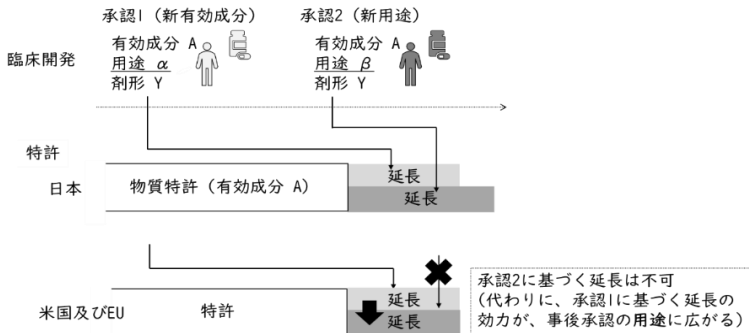 承認1（新有効成分）
承認2（新用途）
臨床開発
有効成分 A
用途 α
剤形 Y
有効成分 A
用途 β
剤形 Y
特許
日本
物質特許（有効成分 A）
延長
延長
米国及びEU
特許
延長
延長
承認2に基づく延長は不可
（代わりに、承認1に基づく延長の
効力が、事後承認の用途に広がる）